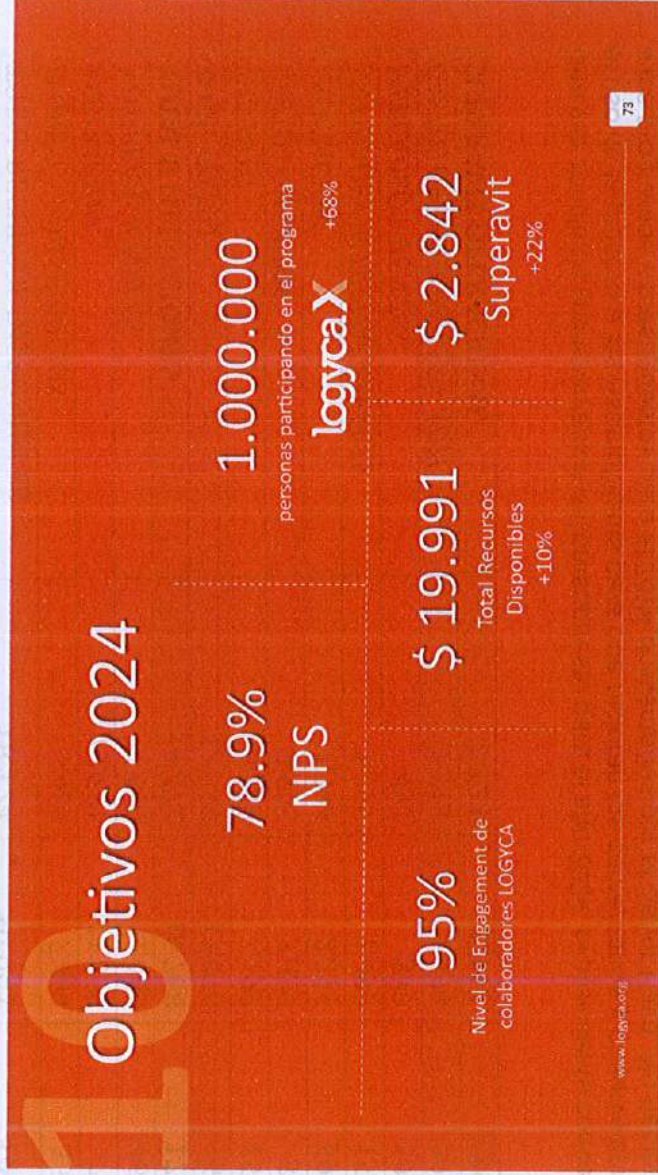 10
Objetivos 2024
78.9%
NPS
1.000.000
personas participando en el programa
logycaX
+68%
95%
Nivel de Engagement de
colaboradores LOGYCA
$ 19.991
Total Recursos
Disponibles
+10%
$ 2.842
Superavit
+22%
www.logyca.org
73